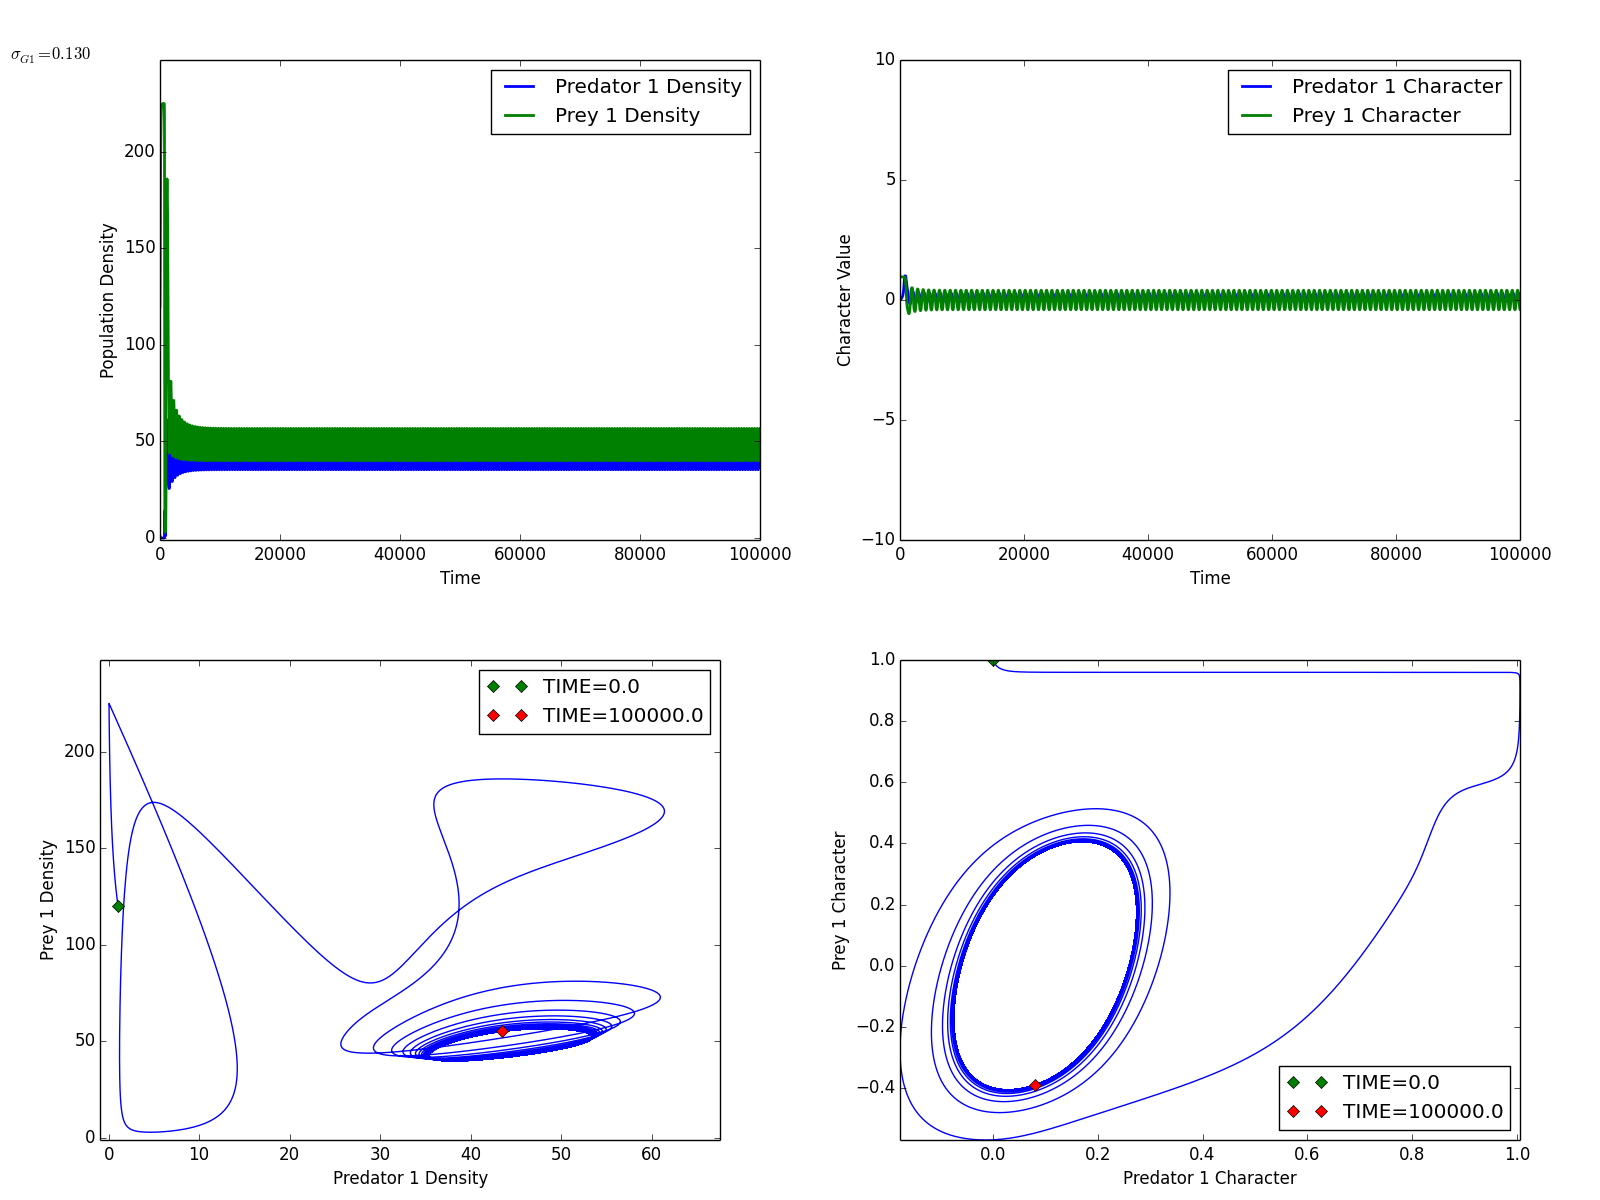 σG1=0.130
Predator 1 Density
Prey 1 Density
200
150
100
50
0
Population Density
0 20000 40000 60000 80000 100000
Time
Predator 1 Character
Prey 1 Character
10
5
0
−5
−10
Character Value
0 20000 40000 60000 80000 100000
Time
TIME=0.0
TIME=100000.0
200
150
100
50
0
Prey 1 Density
0 10 20 30 40 50 60
Predator 1 Density
1.0
0.8
0.6
0.4
0.2
0.0
−0.2
−0.4
Prey 1 Character
TIME=0.0
TIME=100000.0
0.0 0.2 0.4 0.6 0.8 1.0
Predator 1 Character